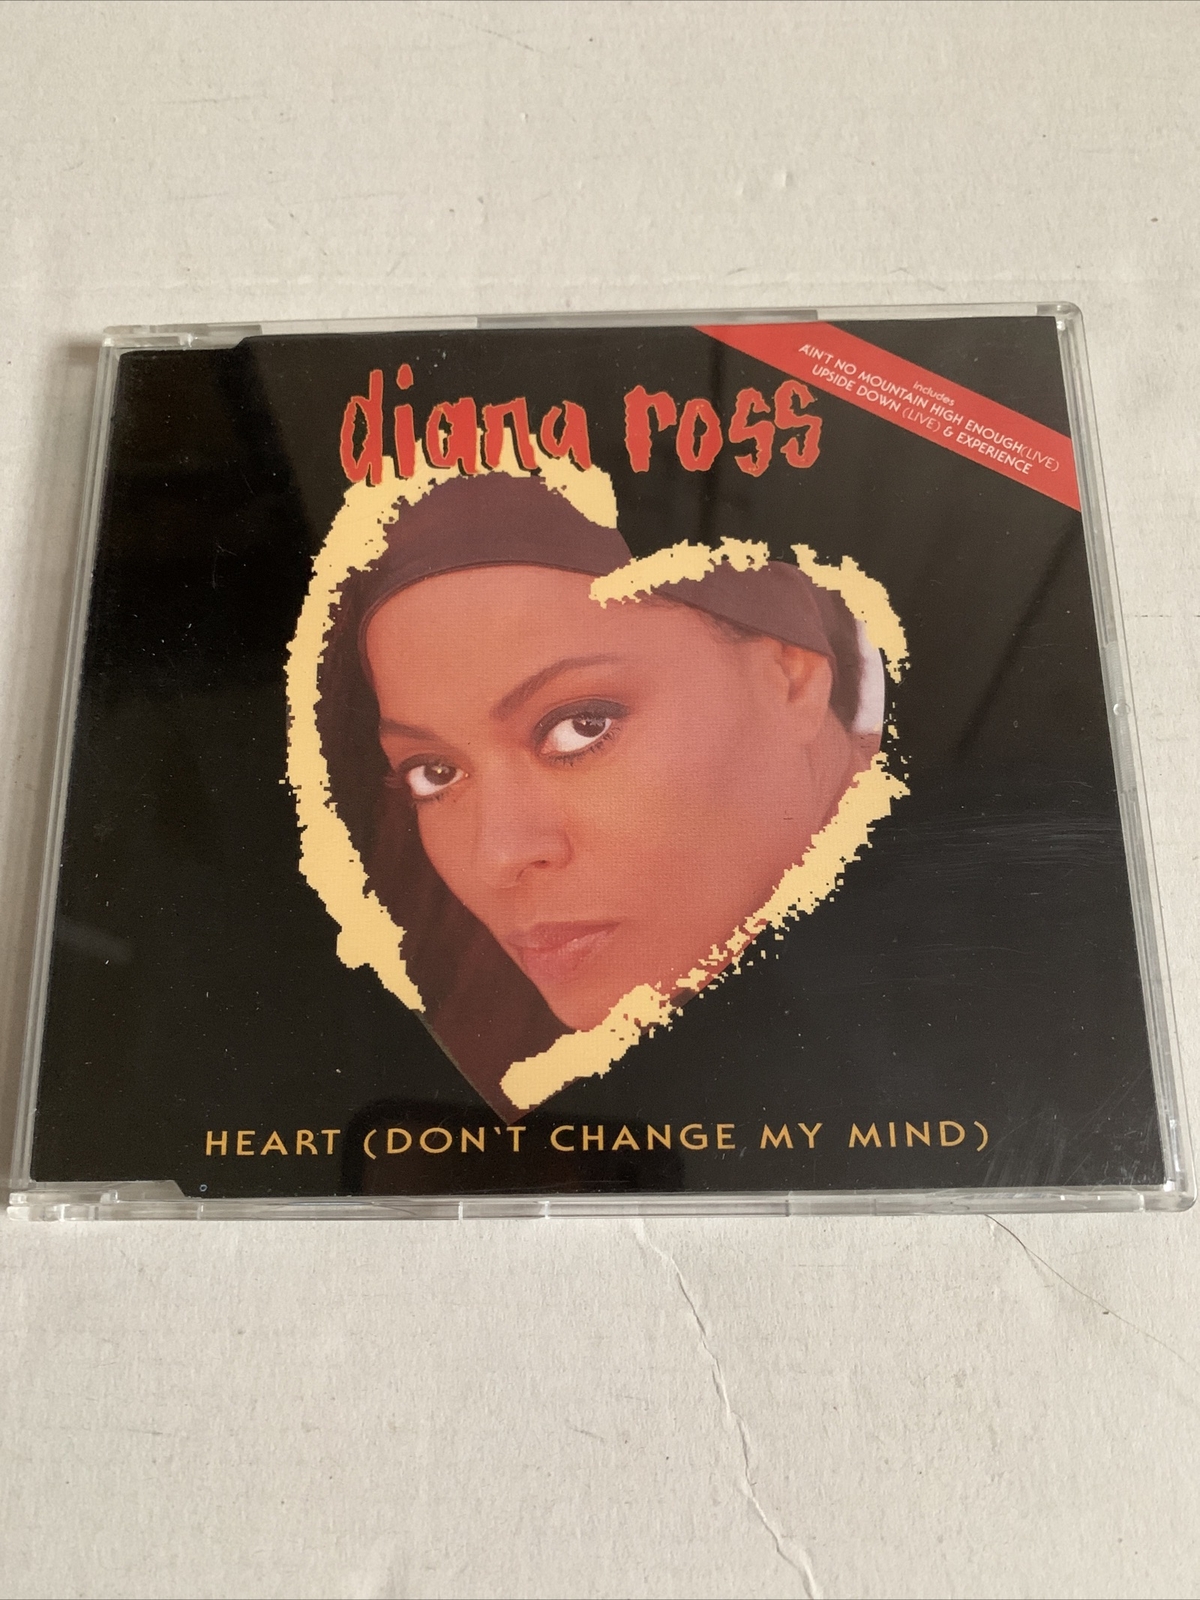 diana ross
includes
AIN'T NO MOUNTAIN HIGH ENOUGH(LIVE)
UPSIDE DOWN (LIVE) & EXPERIENCE
HEART (DON'T CHANGE MY MIND)